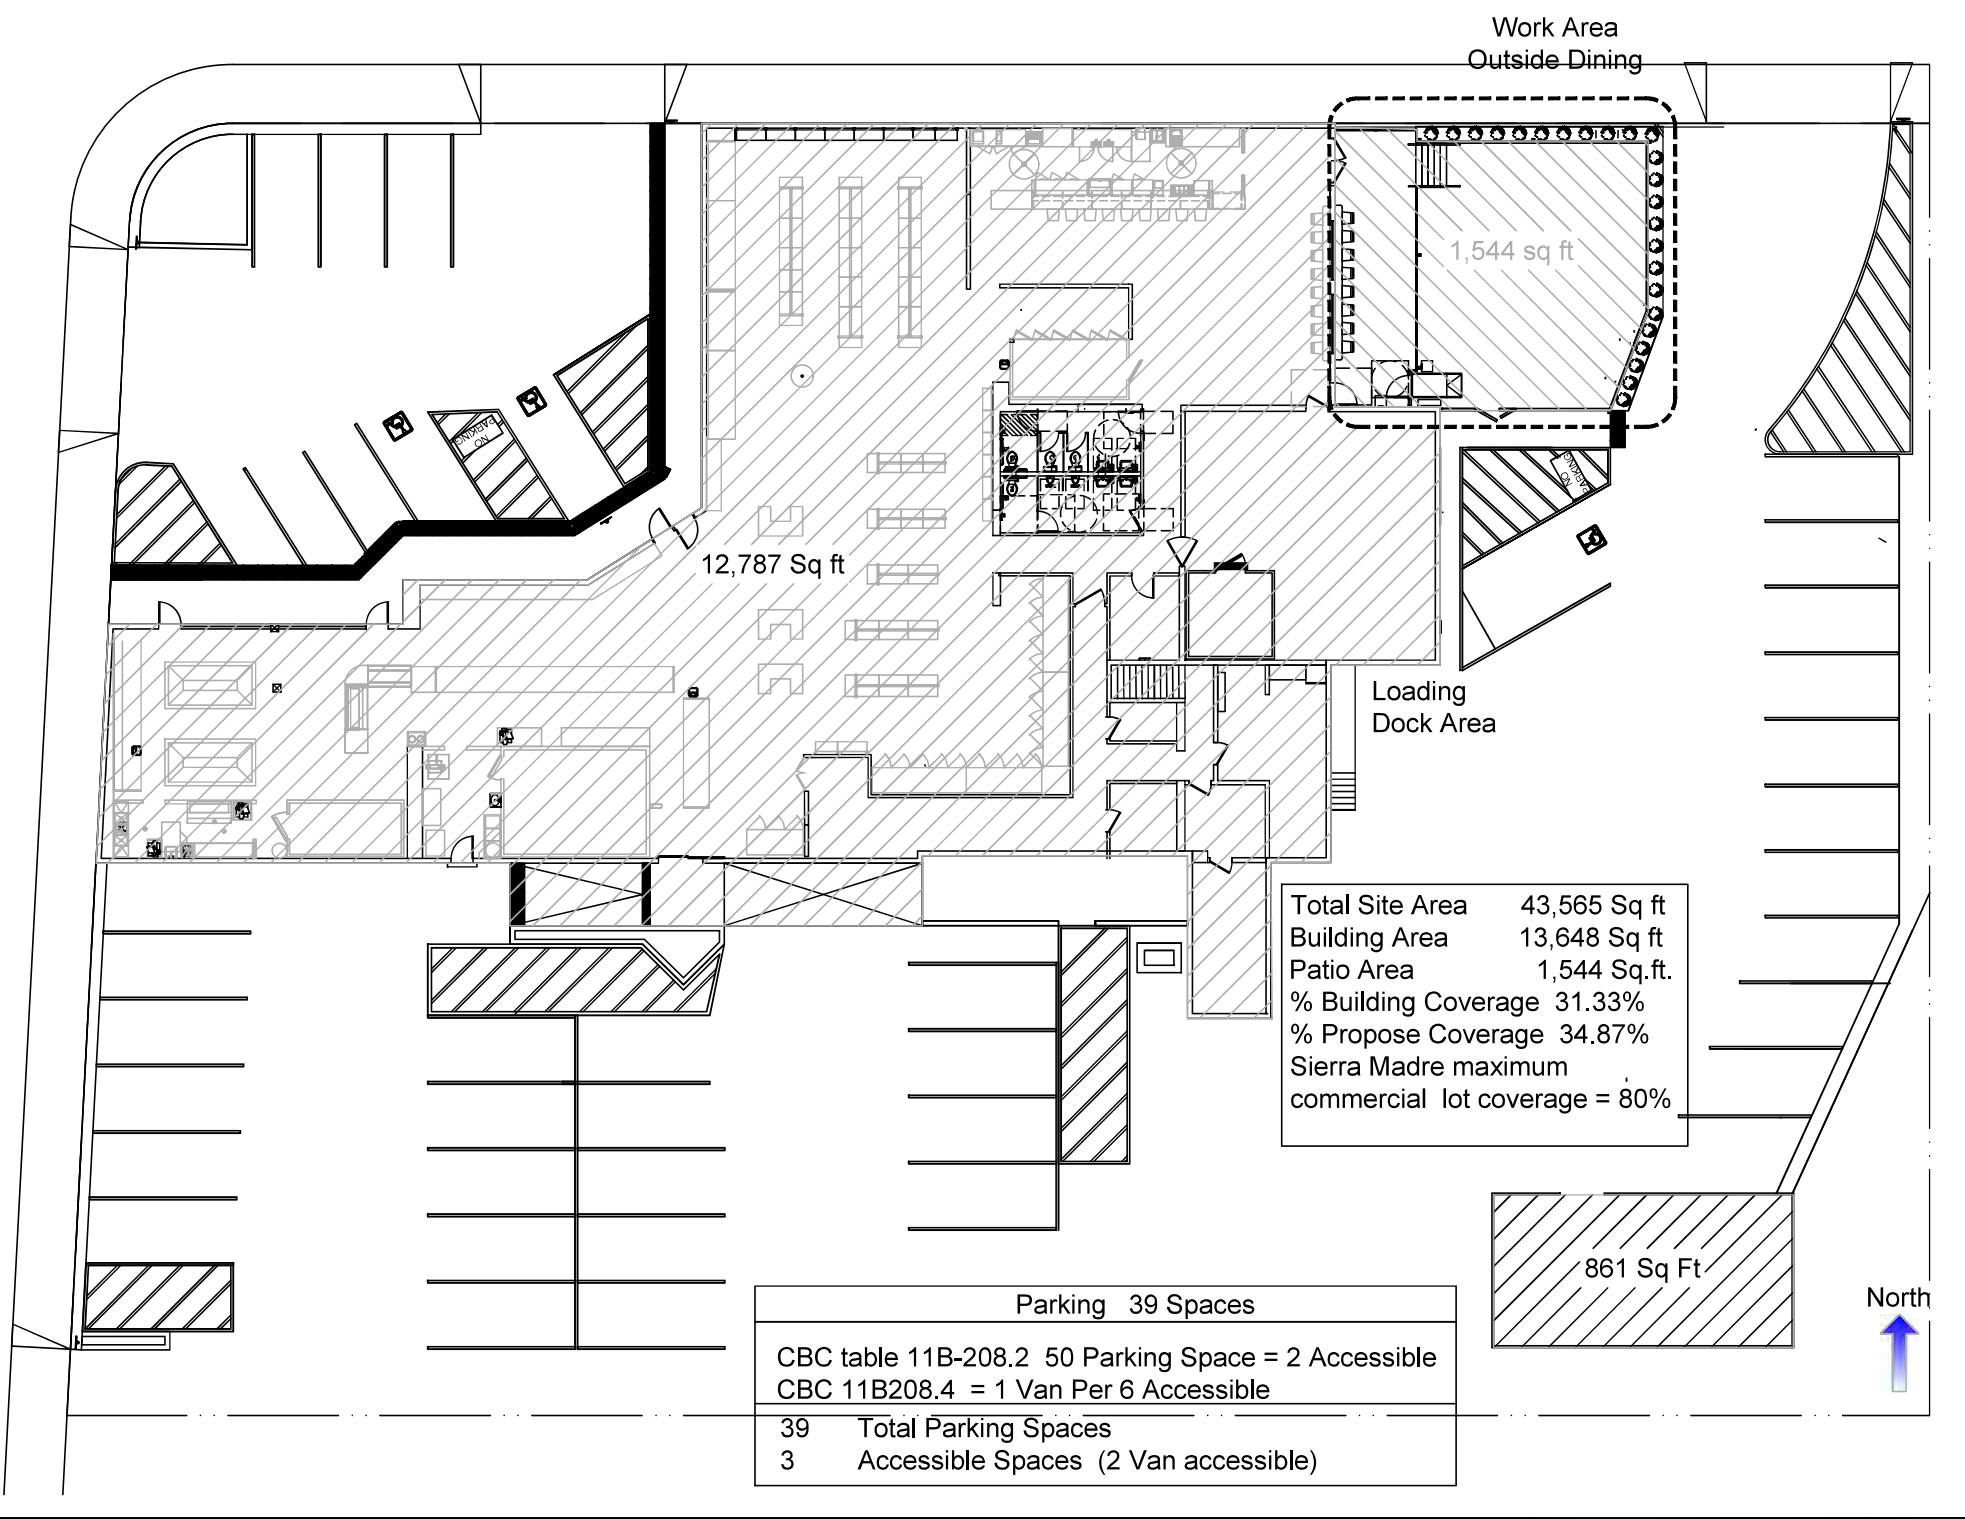 Work Area
Outside Dining
1,544 sq ft
NO
PARKING
NO
PARKING
12,787 Sq ft
Loading
Dock Area
Total Site Area 43,565 Sq ft
Building Area 13,648 Sq ft
Patio Area 1,544 Sq.ft.
% Building Coverage 31.33%
% Propose Coverage 34.87%
Sierra Madre maximum
commercial lot coverage = 80%
861 Sq Ft
North
Parking 39 Spaces
CBC table 11B-208.2 50 Parking Space = 2 Accessible
CBC 11B208.4 = 1 Van Per 6 Accessible
39 Total Parking Spaces
3 Accessible Spaces (2 Van accessible)